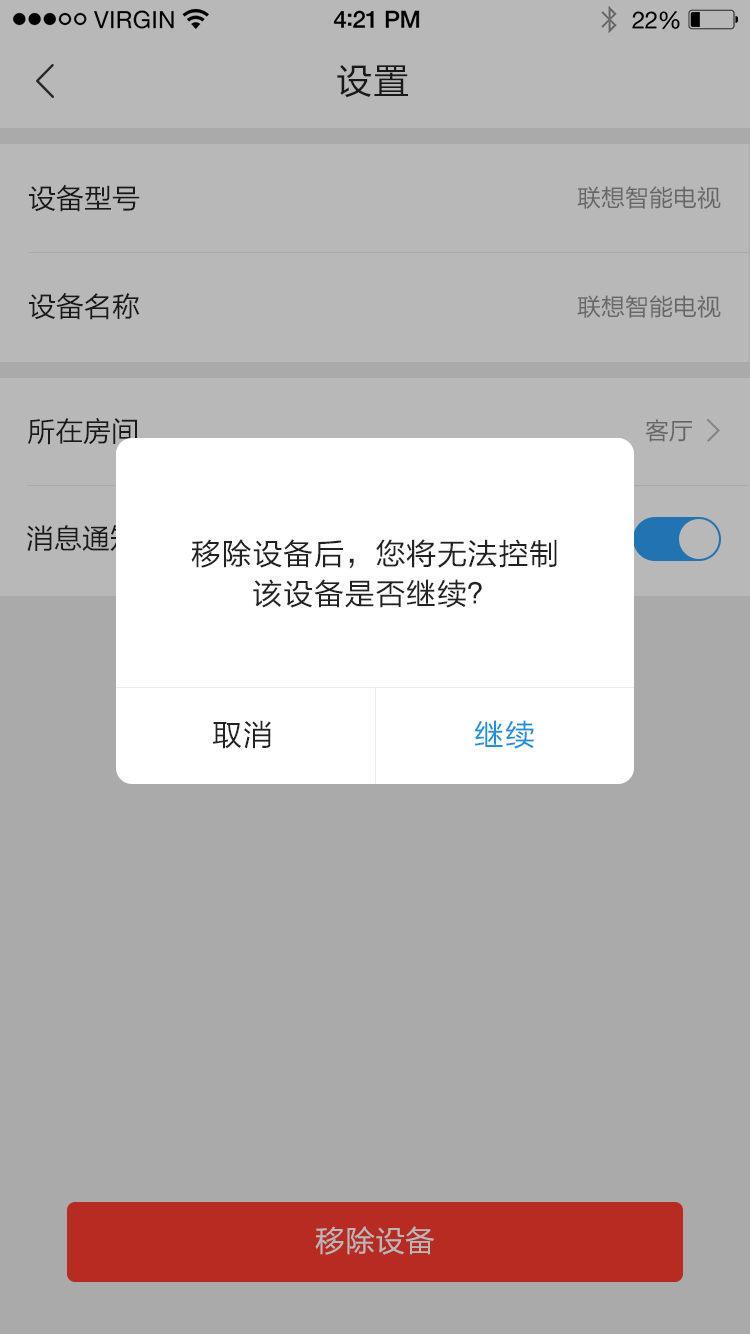 VIRGIN 4:21 PM 22%
设置
设备型号 联想智能电视
设备名称 联想智能电视
所在房间 客厅
消息通
移除设备后，您将无法控制
该设备是否继续?
取消 继续
移除设备